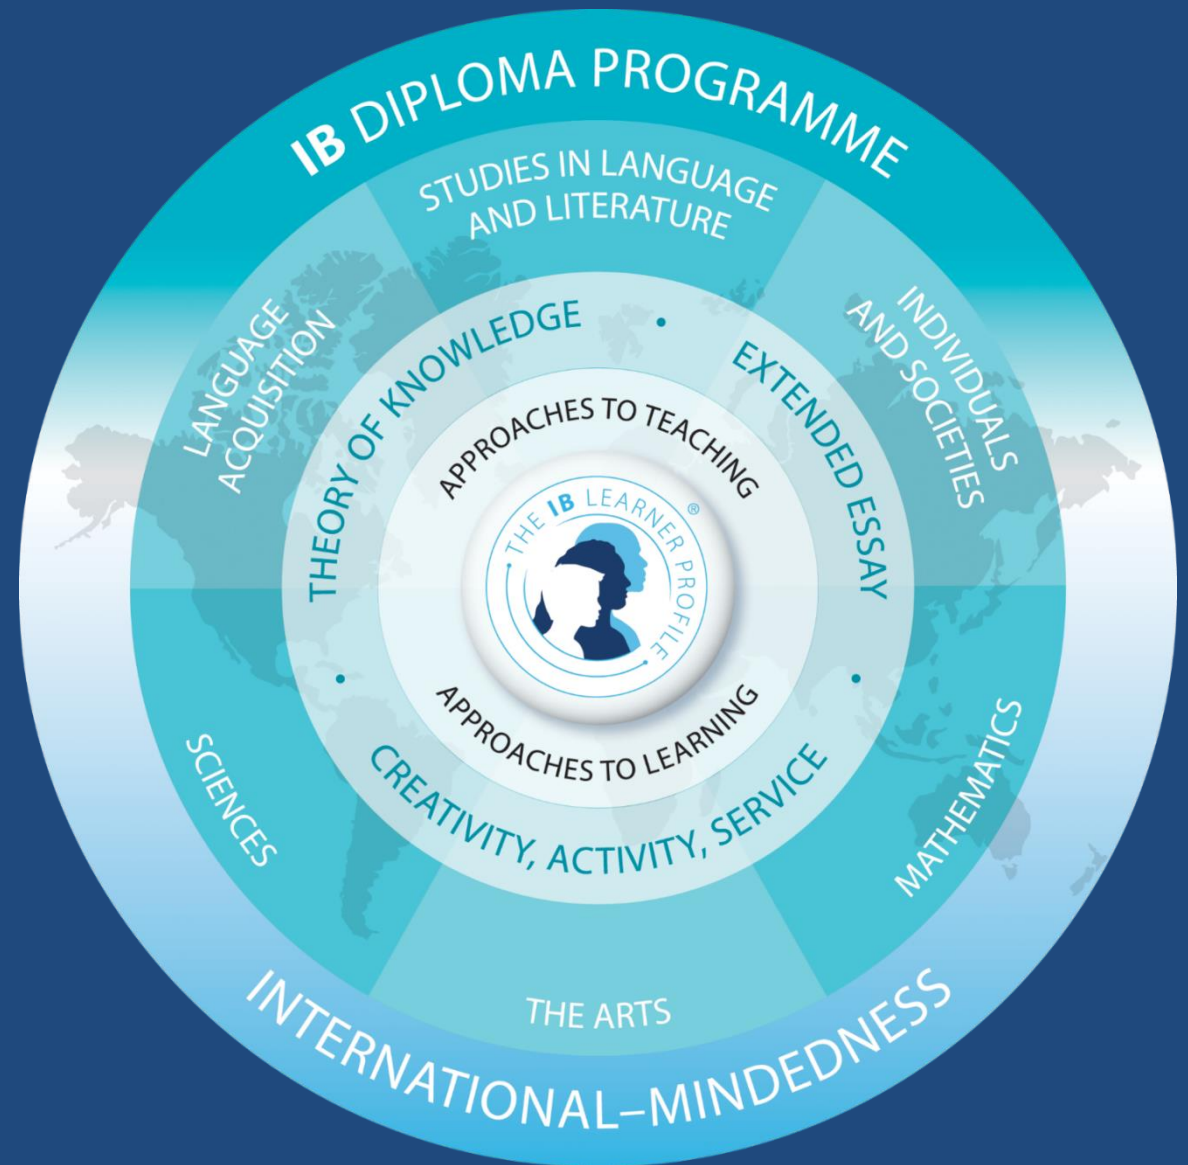 IB DIPLOMA PROGRAMME
STUDIES IN LANGUAGE
AND LITERATURE
LANGUAGE
ACQUISITION
INDIVIDUALS
AND SOCIETIES
THEORY OF KNOWLEDGE
•
EXTENDED ESSAY
APPROACHES TO TEACHING
THE IB LEARNER PROFILE
®
APPROACHES TO LEARNING
•
CREATIVITY, ACTIVITY, SERVICE
•
SCIENCES
MATHEMATICS
THE ARTS
INTERNATIONAL–MINDEDNESS